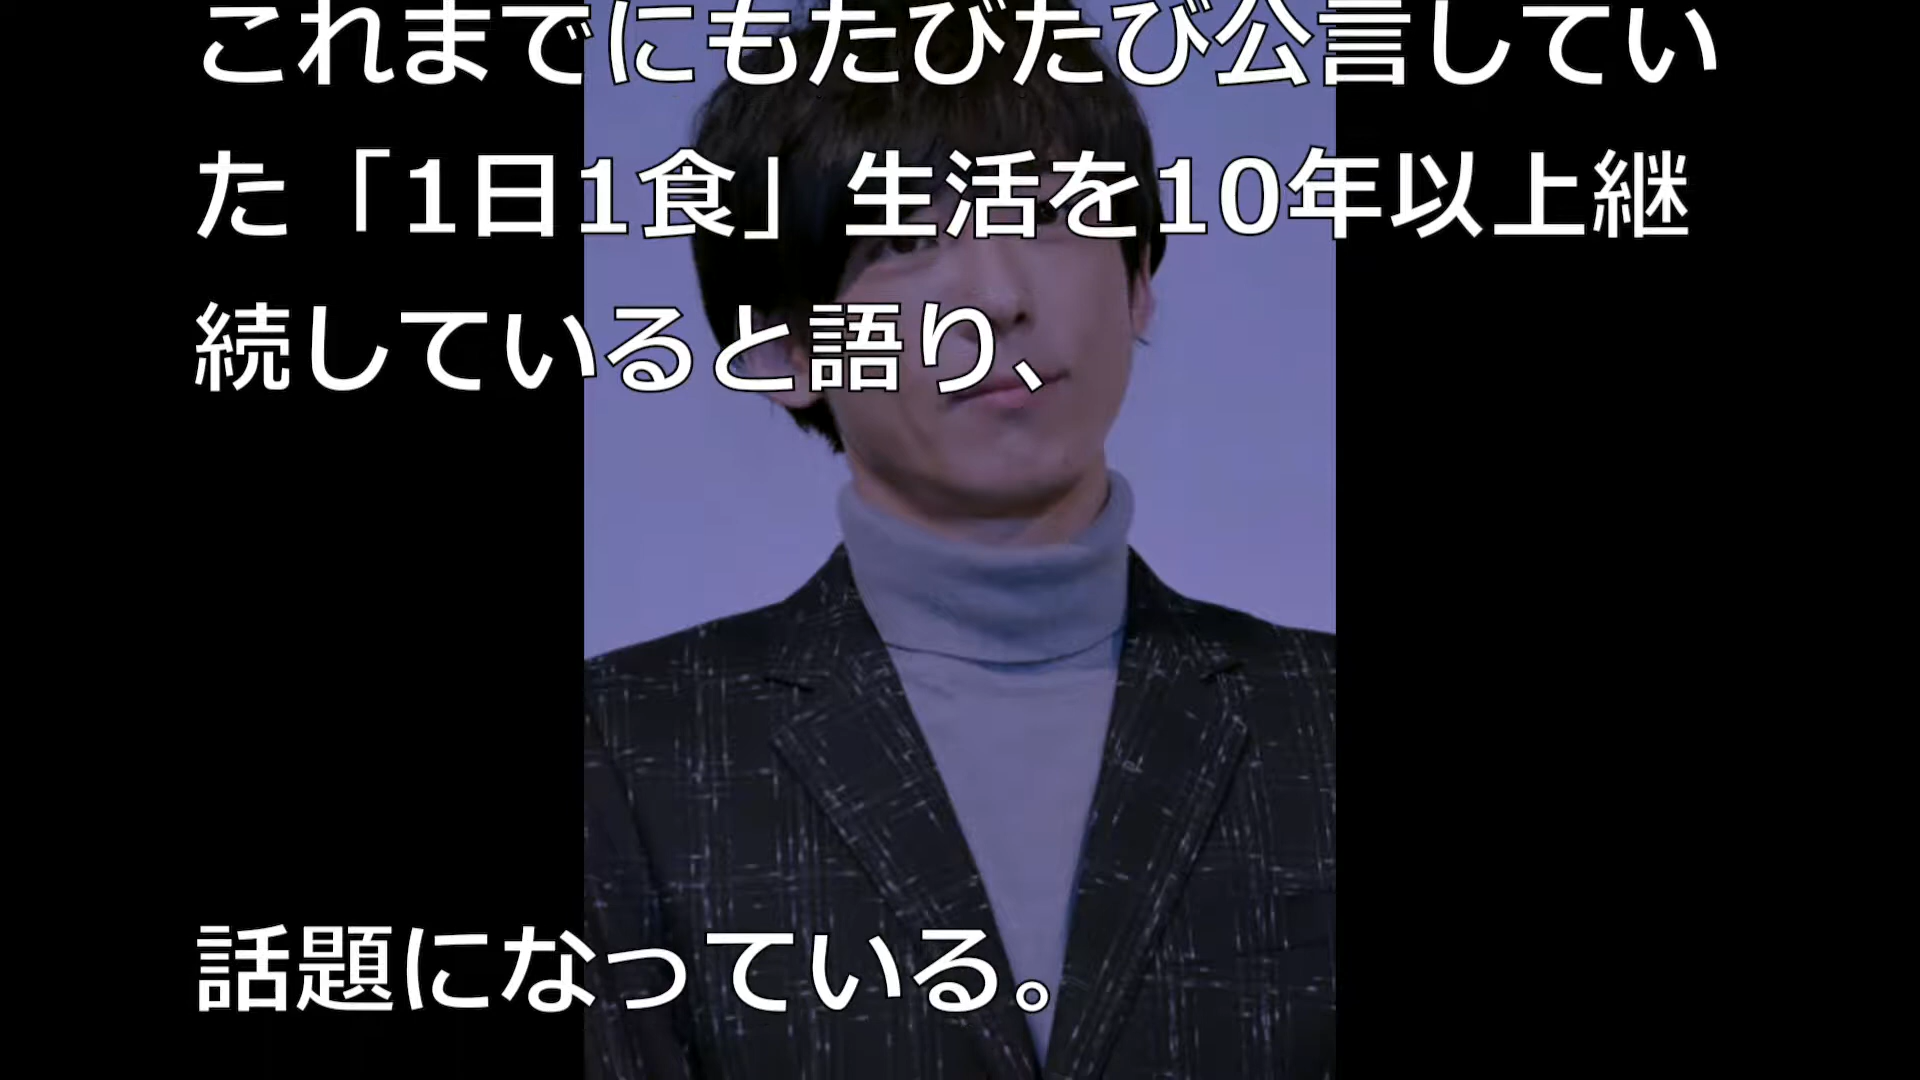 これまでにもたびたび公言してい
た「1日1食」生活を10年以上継
続していると語り、
話題になっている。